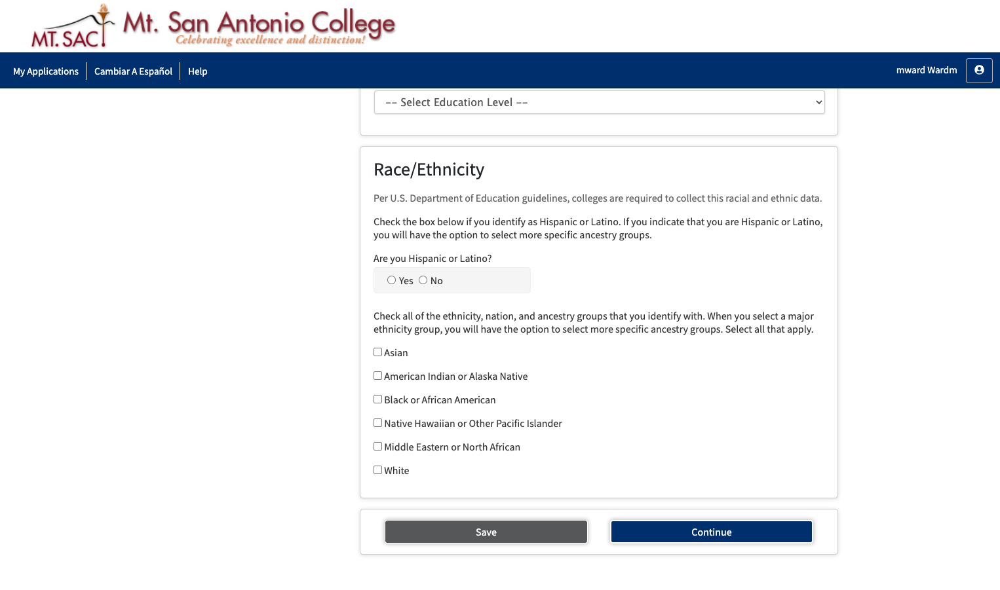 MT. SAC
Mt. San Antonio College
Celebrating excellence and distinction!
My Applications
Cambiar A Español
Help
mward Wardm
-- Select Education Level --
Race/Ethnicity
Per U.S. Department of Education guidelines, colleges are required to collect this racial and ethnic data.
Check the box below if you identify as Hispanic or Latino. If you indicate that you are Hispanic or Latino,
you will have the option to select more specific ancestry groups.
Are you Hispanic or Latino?
Yes No
Check all of the ethnicity, nation, and ancestry groups that you identify with. When you select a major
ethnicity group, you will have the option to select more specific ancestry groups. Select all that apply.
Asian
American Indian or Alaska Native
Black or African American
Native Hawaiian or Other Pacific Islander
Middle Eastern or North African
White
Save
Continue